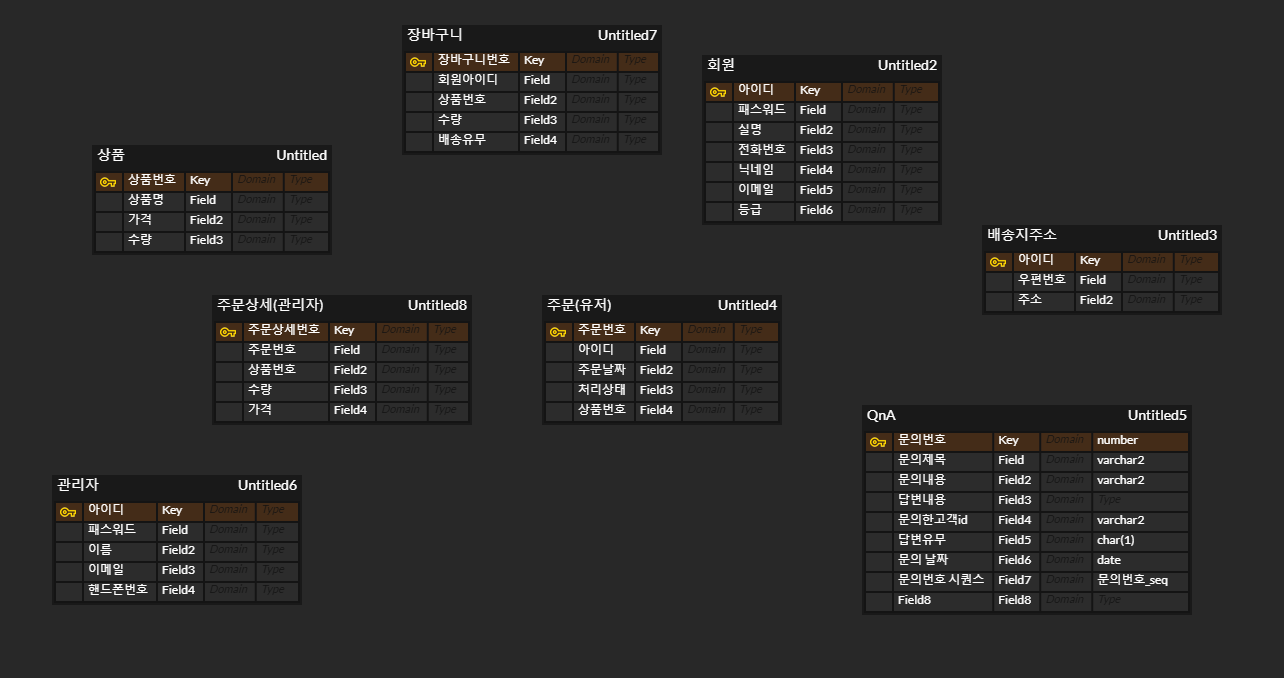 장바구니 Untitled7
장바구니번호 Key Domain Type
회원아이디 Field Domain Type
상품번호 Field2 Domain Type
수량 Field3 Domain Type
배송유무 Field4 Domain Type
회원 Untitled2
아이디 Key Domain Type
패스워드 Field Domain Type
실명 Field2 Domain Type
전화번호 Field3 Domain Type
닉네임 Field4 Domain Type
이메일 Field5 Domain Type
등급 Field6 Domain Type
상품 Untitled
상품번호 Key Domain Type
상품명 Field Domain Type
가격 Field2 Domain Type
수량 Field3 Domain Type
배송지주소 Untitled3
아이디 Key Domain Type
우편번호 Field Domain Type
주소 Field2 Domain Type
주문상세(관리자) Untitled8
주문상세번호 Key Domain Type
주문번호 Field Domain Type
상품번호 Field2 Domain Type
수량 Field3 Domain Type
가격 Field4 Domain Type
주문(유저) Untitled4
주문번호 Key Domain Type
아이디 Field Domain Type
주문날짜 Field2 Domain Type
처리상태 Field3 Domain Type
상품번호 Field4 Domain Type
QnA Untitled5
문의번호 Key Domain number
문의제목 Field Domain varchar2
문의내용 Field2 Domain varchar2
답변내용 Field3 Domain Type
문의한고객id Field4 Domain varchar2
답변유무 Field5 Domain char(1)
문의 날짜 Field6 Domain date
문의번호 시퀀스 Field7 Domain 문의번호_seq
Field8 Field8 Domain Type
관리자 Untitled6
아이디 Key Domain Type
패스워드 Field Domain Type
이름 Field2 Domain Type
이메일 Field3 Domain Type
핸드폰번호 Field4 Domain Type